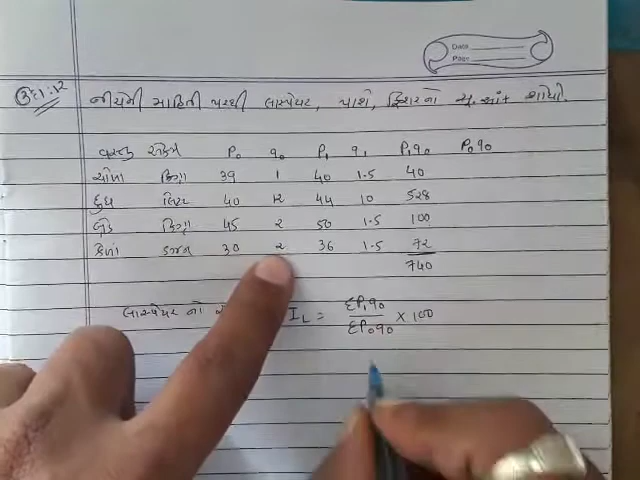 Date
Page
ઉદા:12 નીચેની માહિતી પરથી લાસ્પેયર, પાશે, ફિશરનો સૂ.આંક શોધો.
વસ્તુ એકમ P₀ q₀ P₁ q₁ P₁q₀ P₀q₀
ચોખા કિગ્રા 39 1 40 1.5 40
દુધ લિટર 40 12 44 10 528
કિગ્રા 45 2 50 1.5 100
કેળાં ડઝન 30 2 36 1.5 72
740
લાસ્પેયર નો I_L = ΣP₁q₀ / ΣP₀q₀ × 100